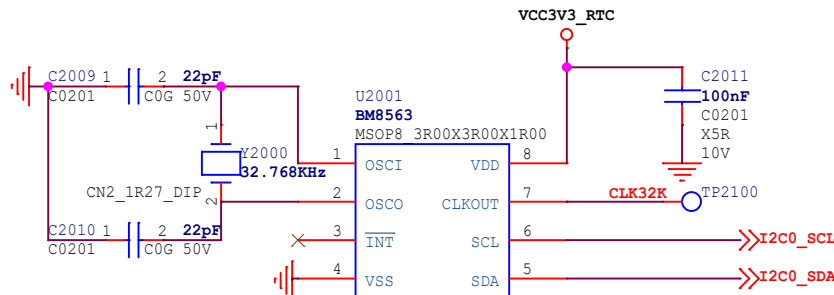 VCC3V3_RTC
C2009 1 2 22pF
C0201 C0G 50V
C2011
100nF
C0201
X5R
10V
U2001
BM8563
MSOP8_3R00X3R00X1R00
1
Y2000
32.768KHz
CN2_1R27_DIP
2
1 OSCI VDD 8
2 OSCO CLKOUT 7 CLK32K TP2100
3 INT SCL 6 I2C0_SCL
4 VSS SDA 5 I2C0_SDA
C2010 1 2 22pF
C0201 C0G 50V